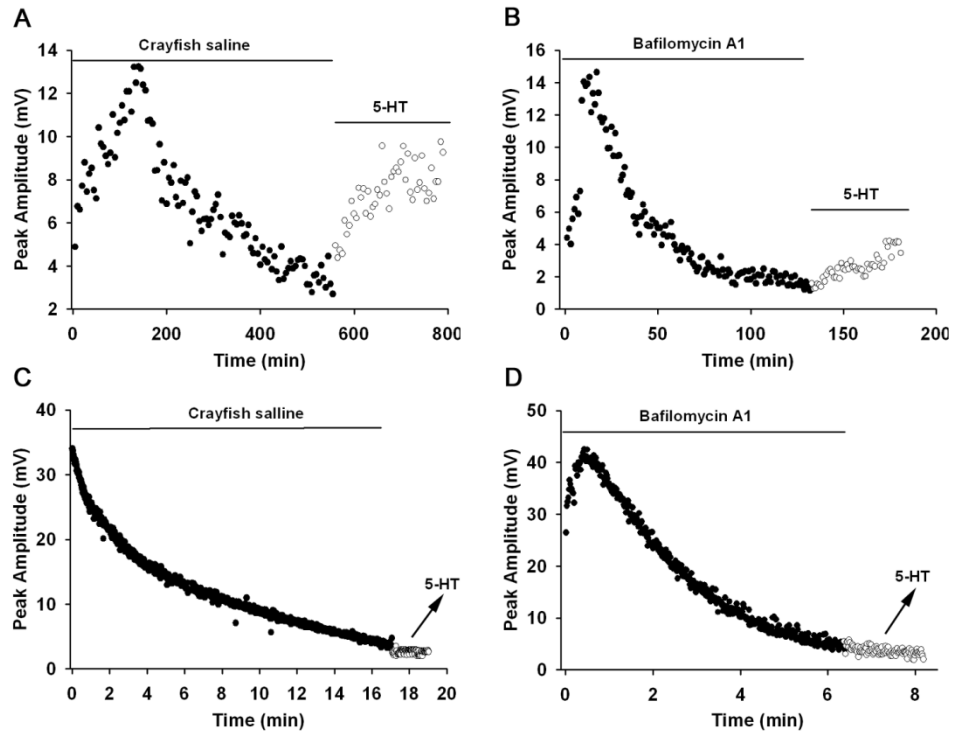 A
Crayfish saline
5-HT
Peak Amplitude (mV)
14
12
10
8
6
4
2
0 200 400 600 800
Time (min)
B
Bafilomycin A1
5-HT
Peak Amplitude (mV)
16
14
12
10
8
6
4
2
0
0 50 100 150 200
Time (min)
C
Crayfish salline
5-HT
Peak Amplitude (mV)
40
30
20
10
0
0 2 4 6 8 10 12 14 16 18 20
Time (min)
D
Bafilomycin A1
5-HT
Peak Amplitude (mV)
50
40
30
20
10
0
0 2 4 6 8
Time (min)